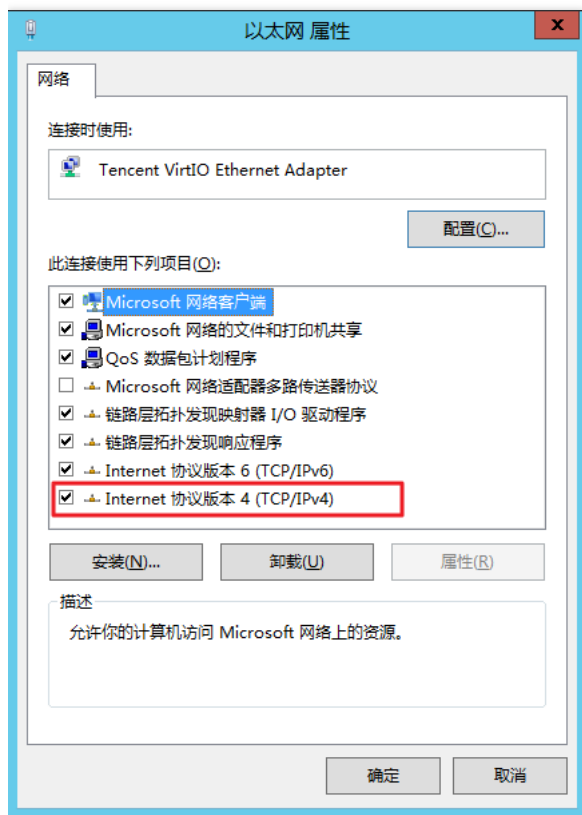 以太网 属性
x
网络
连接时使用:
Tencent VirtIO Ethernet Adapter
配置(C)...
此连接使用下列项目(O):
Microsoft 网络客户端
Microsoft 网络的文件和打印机共享
QoS 数据包计划程序
Microsoft 网络适配器多路传送器协议
链路层拓扑发现映射器 I/O 驱动程序
链路层拓扑发现响应程序
Internet 协议版本 6 (TCP/IPv6)
Internet 协议版本 4 (TCP/IPv4)
安装(N)... 卸载(U) 属性(R)
描述
允许你的计算机访问 Microsoft 网络上的资源。
确定 取消